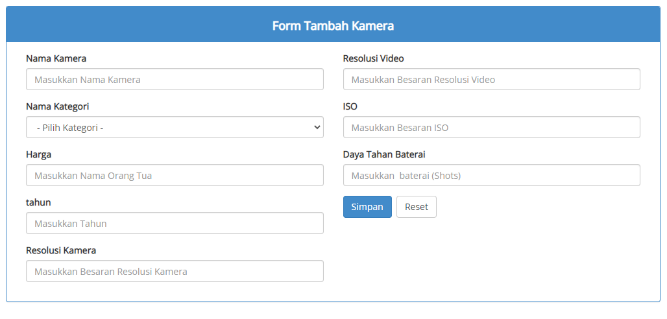 Form Tambah Kamera
Nama Kamera
Masukkan Nama Kamera
Nama Kategori
- Pilih Kategori -
Harga
Masukkan Nama Orang Tua
tahun
Masukkan Tahun
Resolusi Kamera
Masukkan Besaran Resolusi Kamera
Resolusi Video
Masukkan Besaran Resolusi Video
ISO
Masukkan Besaran ISO
Daya Tahan Baterai
Masukkan  baterai (Shots)
Simpan Reset